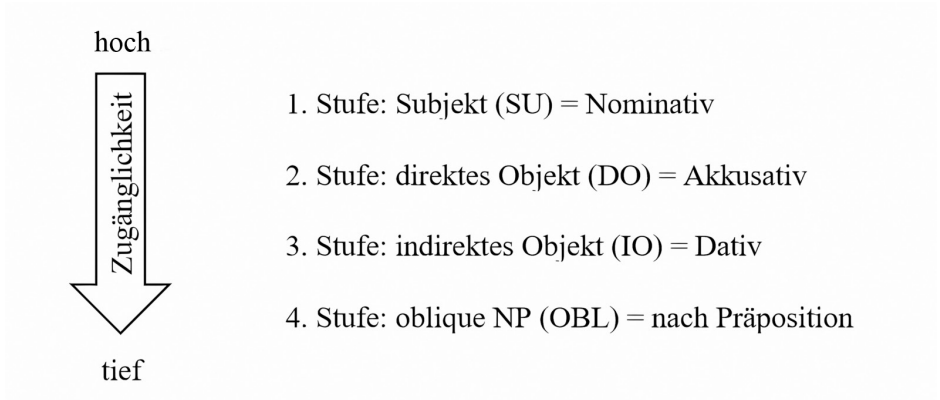 hoch
Zugänglichkeit
1. Stufe: Subjekt (SU) = Nominativ
2. Stufe: direktes Objekt (DO) = Akkusativ
3. Stufe: indirektes Objekt (IO) = Dativ
4. Stufe: oblique NP (OBL) = nach Präposition
tief